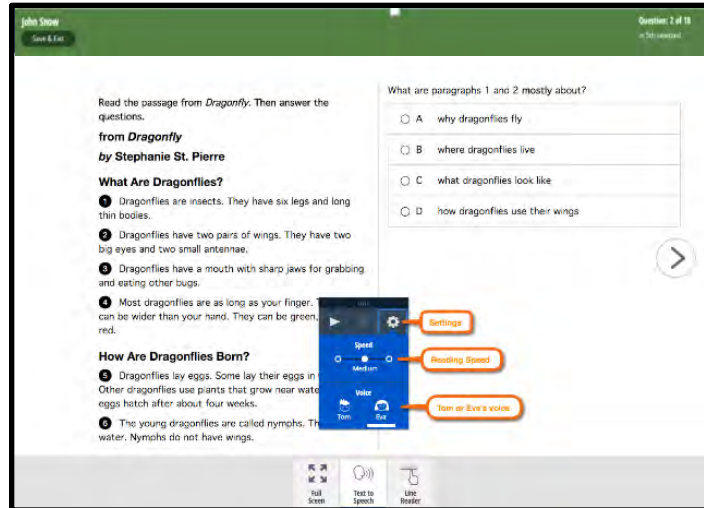 John Snow
Save & Exit
Question: 2 of 18
Read the passage from Dragonfly. Then answer the
questions.
from Dragonfly
by Stephanie St. Pierre
What Are Dragonflies?
1 Dragonflies are insects. They have six legs and long
thin bodies.
2 Dragonflies have two pairs of wings. They have two
big eyes and two small antennae.
3 Dragonflies have a mouth with sharp jaws for grabbing
and eating other bugs.
4 Most dragonflies are as long as your finger.
can be wider than your hand. They can be green,
red.
How Are Dragonflies Born?
5 Dragonflies lay eggs. Some lay their eggs in
Other dragonflies use plants that grow near
eggs hatch after about four weeks.
6 The young dragonflies are called nymphs.
water. Nymphs do not have wings.
What are paragraphs 1 and 2 mostly about?
A why dragonflies fly
B where dragonflies live
C what dragonflies look like
D how dragonflies use their wings
Settings
Speed
Medium
Reading Speed
Voice
Tom Eva
Tom or Eva's voice
Full
Screen
Text to
Speech
Line
Reader